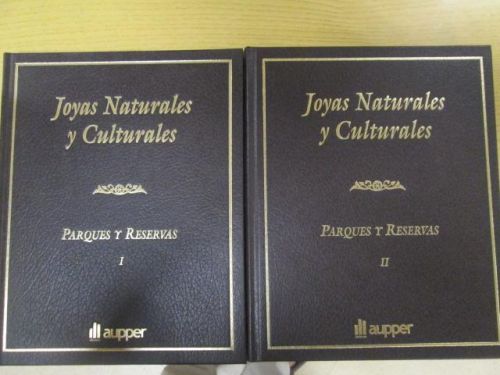 Joyas Naturales
y Culturales
PARQUES Y RESERVAS
I
aupper
Joyas Naturales
y Culturales
PARQUES Y RESERVAS
II
aupper